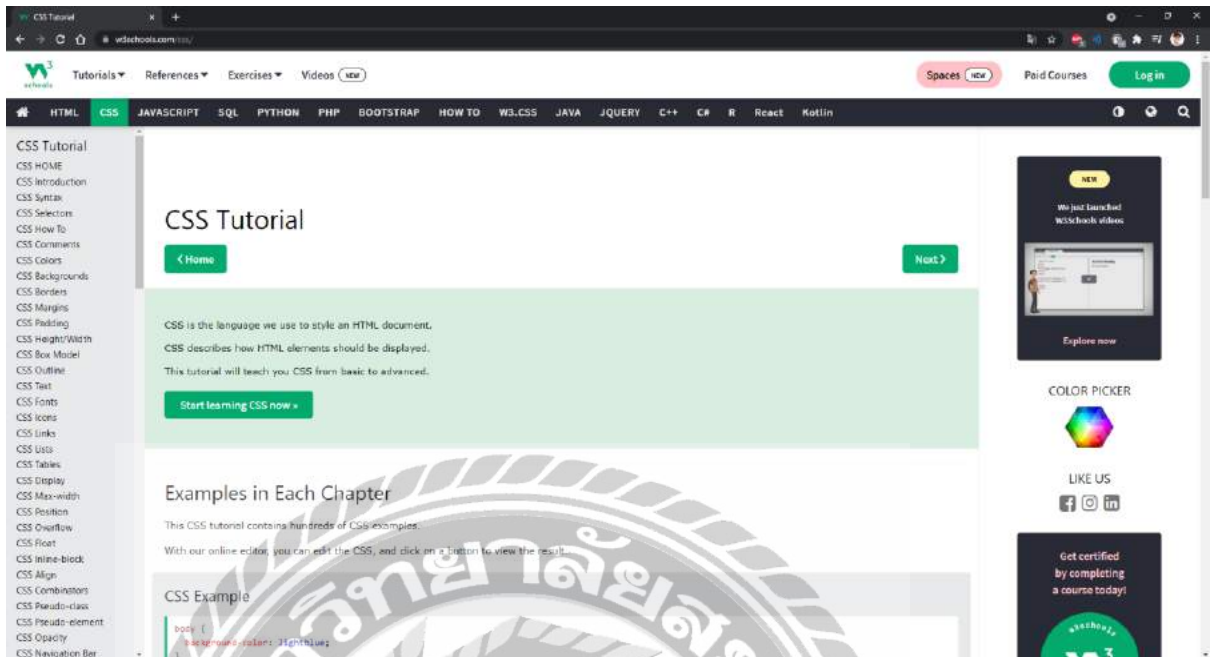 CSS Tutorial
w3schools.com/css/
schools
Tutorials References Exercises Videos NEW Spaces NEW Paid Courses Log in
HTML CSS JAVASCRIPT SQL PYTHON PHP BOOTSTRAP HOW TO W3.CSS JAVA JQUERY C++ C# R React Kotlin
CSS Tutorial
CSS HOME
CSS Introduction
CSS Syntax
CSS Selectors
CSS How To
CSS Comments
CSS Colors
CSS Backgrounds
CSS Borders
CSS Margins
CSS Padding
CSS Height/Width
CSS Box Model
CSS Outline
CSS Text
CSS Fonts
CSS Icons
CSS Links
CSS Lists
CSS Tables
CSS Display
CSS Max-width
CSS Position
CSS Overflow
CSS Float
CSS Inline-block
CSS Align
CSS Combinators
CSS Pseudo-class
CSS Pseudo-element
CSS Opacity
CSS Navigation Bar
CSS Tutorial
Home
Next
CSS is the language we use to style an HTML document.
CSS describes how HTML elements should be displayed.
This tutorial will teach you CSS from basic to advanced.
Start learning CSS now »
Examples in Each Chapter
This CSS tutorial contains hundreds of CSS examples.
With our online editor, you can edit the CSS, and click on a button to view the result.
CSS Example
body {
background-color: lightblue;
}
NEW
We just launched
W3Schools videos
Explore now
COLOR PICKER
LIKE US
Get certified
by completing
a course today!
w3schools